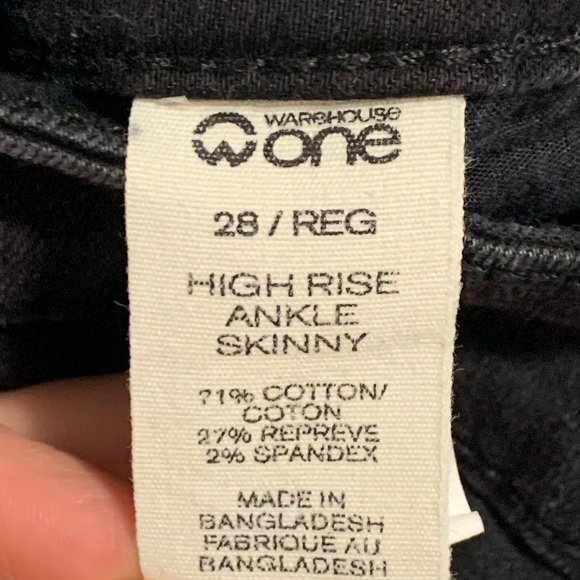 WAREHOUSE
one
28 / REG
HIGH RISE
ANKLE
SKINNY
71% COTTON/
COTON
27% REPREVE
2% SPANDEX
MADE IN
BANGLADESH
FABRIQUE AU
BANGLADESH